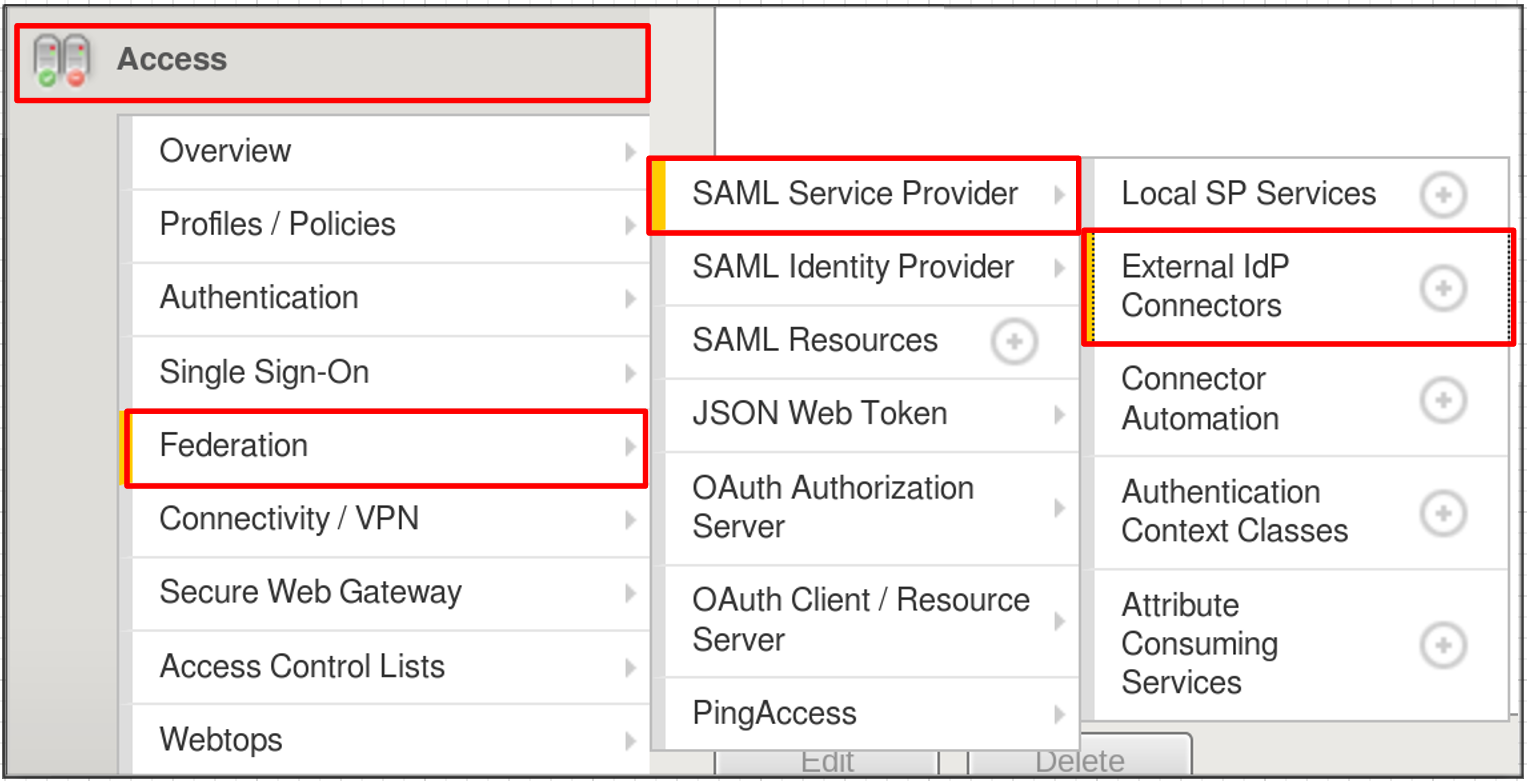 Access
Overview
Profiles / Policies
Authentication
Single Sign-On
Federation
Connectivity / VPN
Secure Web Gateway
Access Control Lists
Webtops
SAML Service Provider
SAML Identity Provider
SAML Resources
JSON Web Token
OAuth Authorization
Server
OAuth Client / Resource
Server
PingAccess
Local SP Services
External IdP
Connectors
Connector
Automation
Authentication
Context Classes
Attribute
Consuming
Services
Edit
Delete